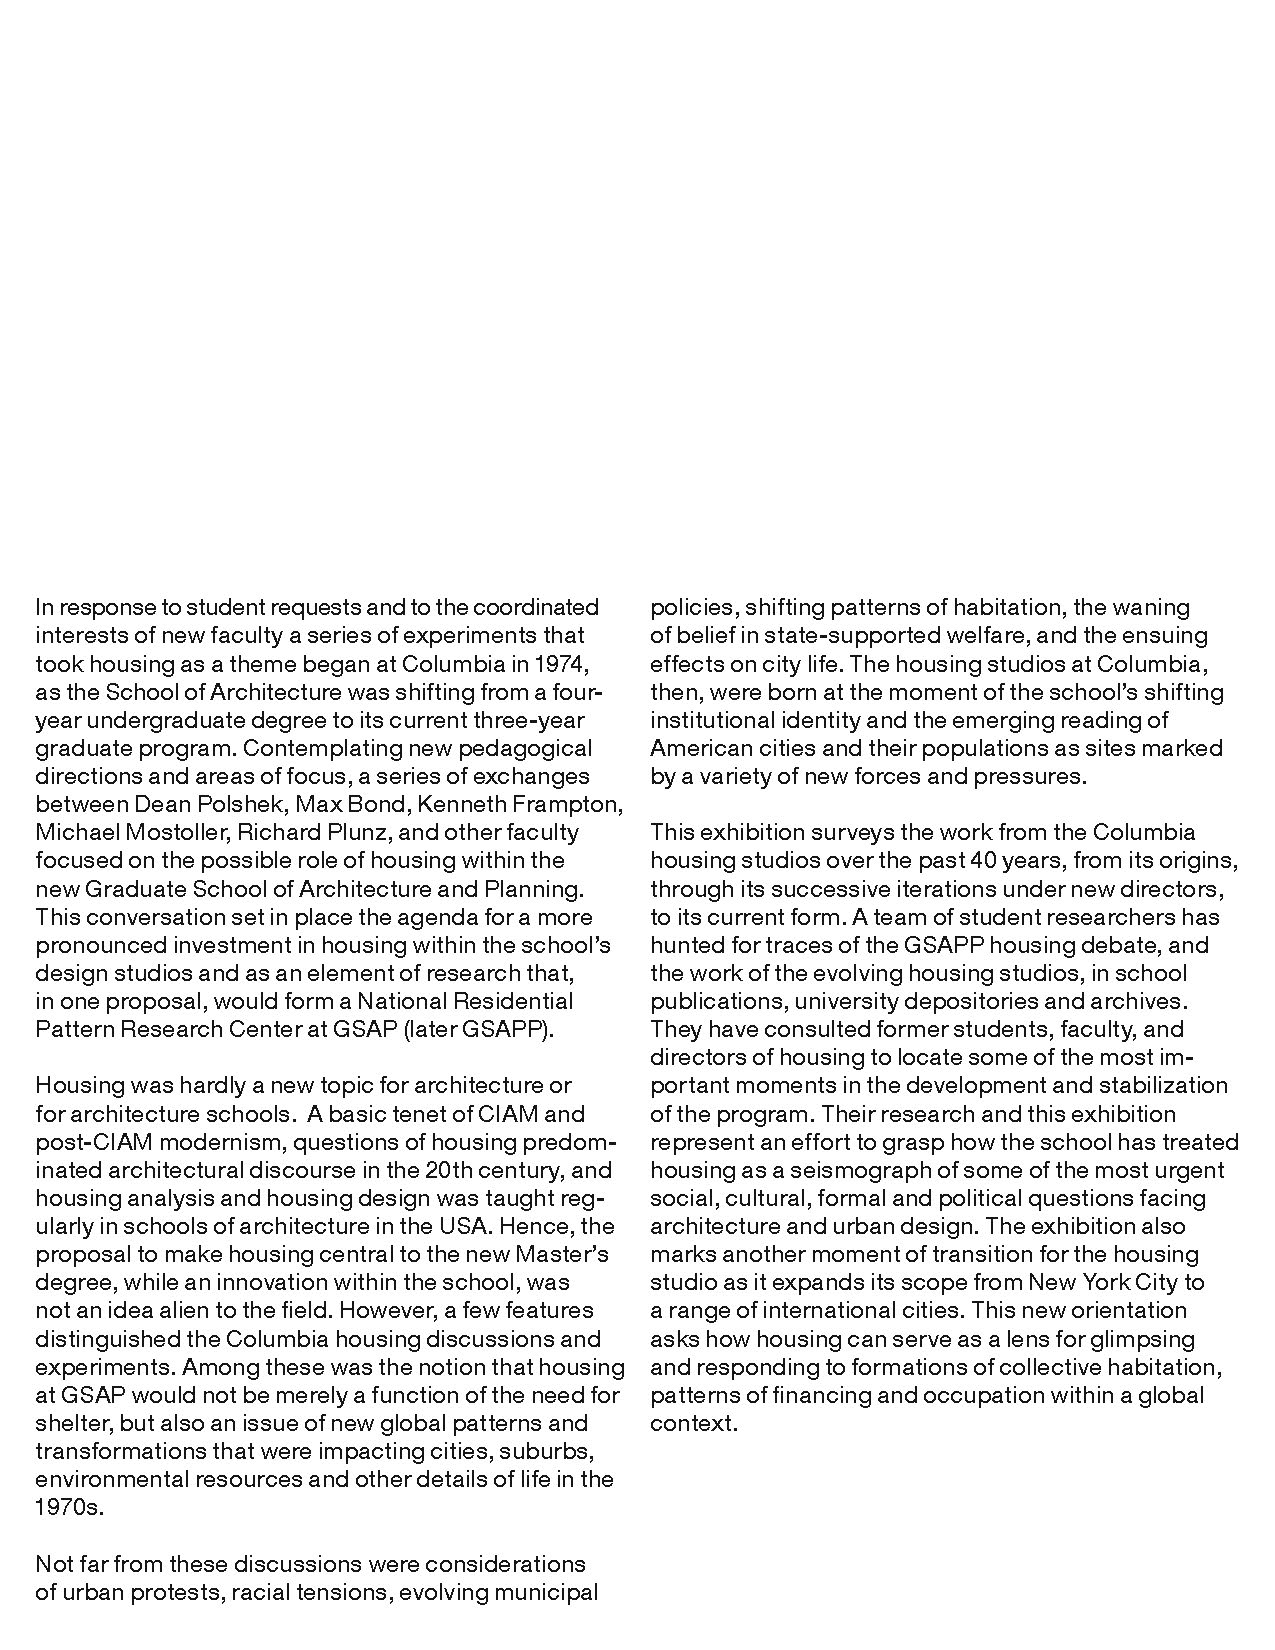 In response to student requests and to the coordinated
interests of new faculty a series of experiments that
took housing as a theme began at Columbia in 1974,
as the School of Architecture was shifting from a four-
year undergraduate degree to its current three-year
graduate program. Contemplating new pedagogical
directions and areas of focus, a series of exchanges
between Dean Polshek, Max Bond, Kenneth Frampton,
Michael Mostoller, Richard Plunz, and other faculty
focused on the possible role of housing within the
new Graduate School of Architecture and Planning.
This conversation set in place the agenda for a more
pronounced investment in housing within the school’s
design studios and as an element of research that,
in one proposal, would form a National Residential
Pattern Research Center at GSAP (later GSAPP).

Housing was hardly a new topic for architecture or
for architecture schools.  A basic tenet of CIAM and
post-CIAM modernism, questions of housing predom-
inated architectural discourse in the 20th century, and
housing analysis and housing design was taught reg-
ularly in schools of architecture in the USA. Hence, the
proposal to make housing central to the new Master’s
degree, while an innovation within the school, was
not an idea alien to the field. However, a few features
distinguished the Columbia housing discussions and
experiments. Among these was the notion that housing
at GSAP would not be merely a function of the need for
shelter, but also an issue of new global patterns and
transformations that were impacting cities, suburbs,
environmental resources and other details of life in the
1970s.

Not far from these discussions were considerations
of urban protests, racial tensions, evolving municipal
policies, shifting patterns of habitation, the waning
of belief in state-supported welfare, and the ensuing
effects on city life. The housing studios at Columbia,
then, were born at the moment of the school’s shifting
institutional identity and the emerging reading of
American cities and their populations as sites marked
by a variety of new forces and pressures.

This exhibition surveys the work from the Columbia
housing studios over the past 40 years, from its origins,
through its successive iterations under new directors,
to its current form. A team of student researchers has
hunted for traces of the GSAPP housing debate, and
the work of the evolving housing studios, in school
publications, university depositories and archives.
They have consulted former students, faculty, and
directors of housing to locate some of the most im-
portant moments in the development and stabilization
of the program. Their research and this exhibition
represent an effort to grasp how the school has treated
housing as a seismograph of some of the most urgent
social, cultural, formal and political questions facing
architecture and urban design. The exhibition also
marks another moment of transition for the housing
studio as it expands its scope from New York City to
a range of international cities. This new orientation
asks how housing can serve as a lens for glimpsing
and responding to formations of collective habitation,
patterns of financing and occupation within a global
context.